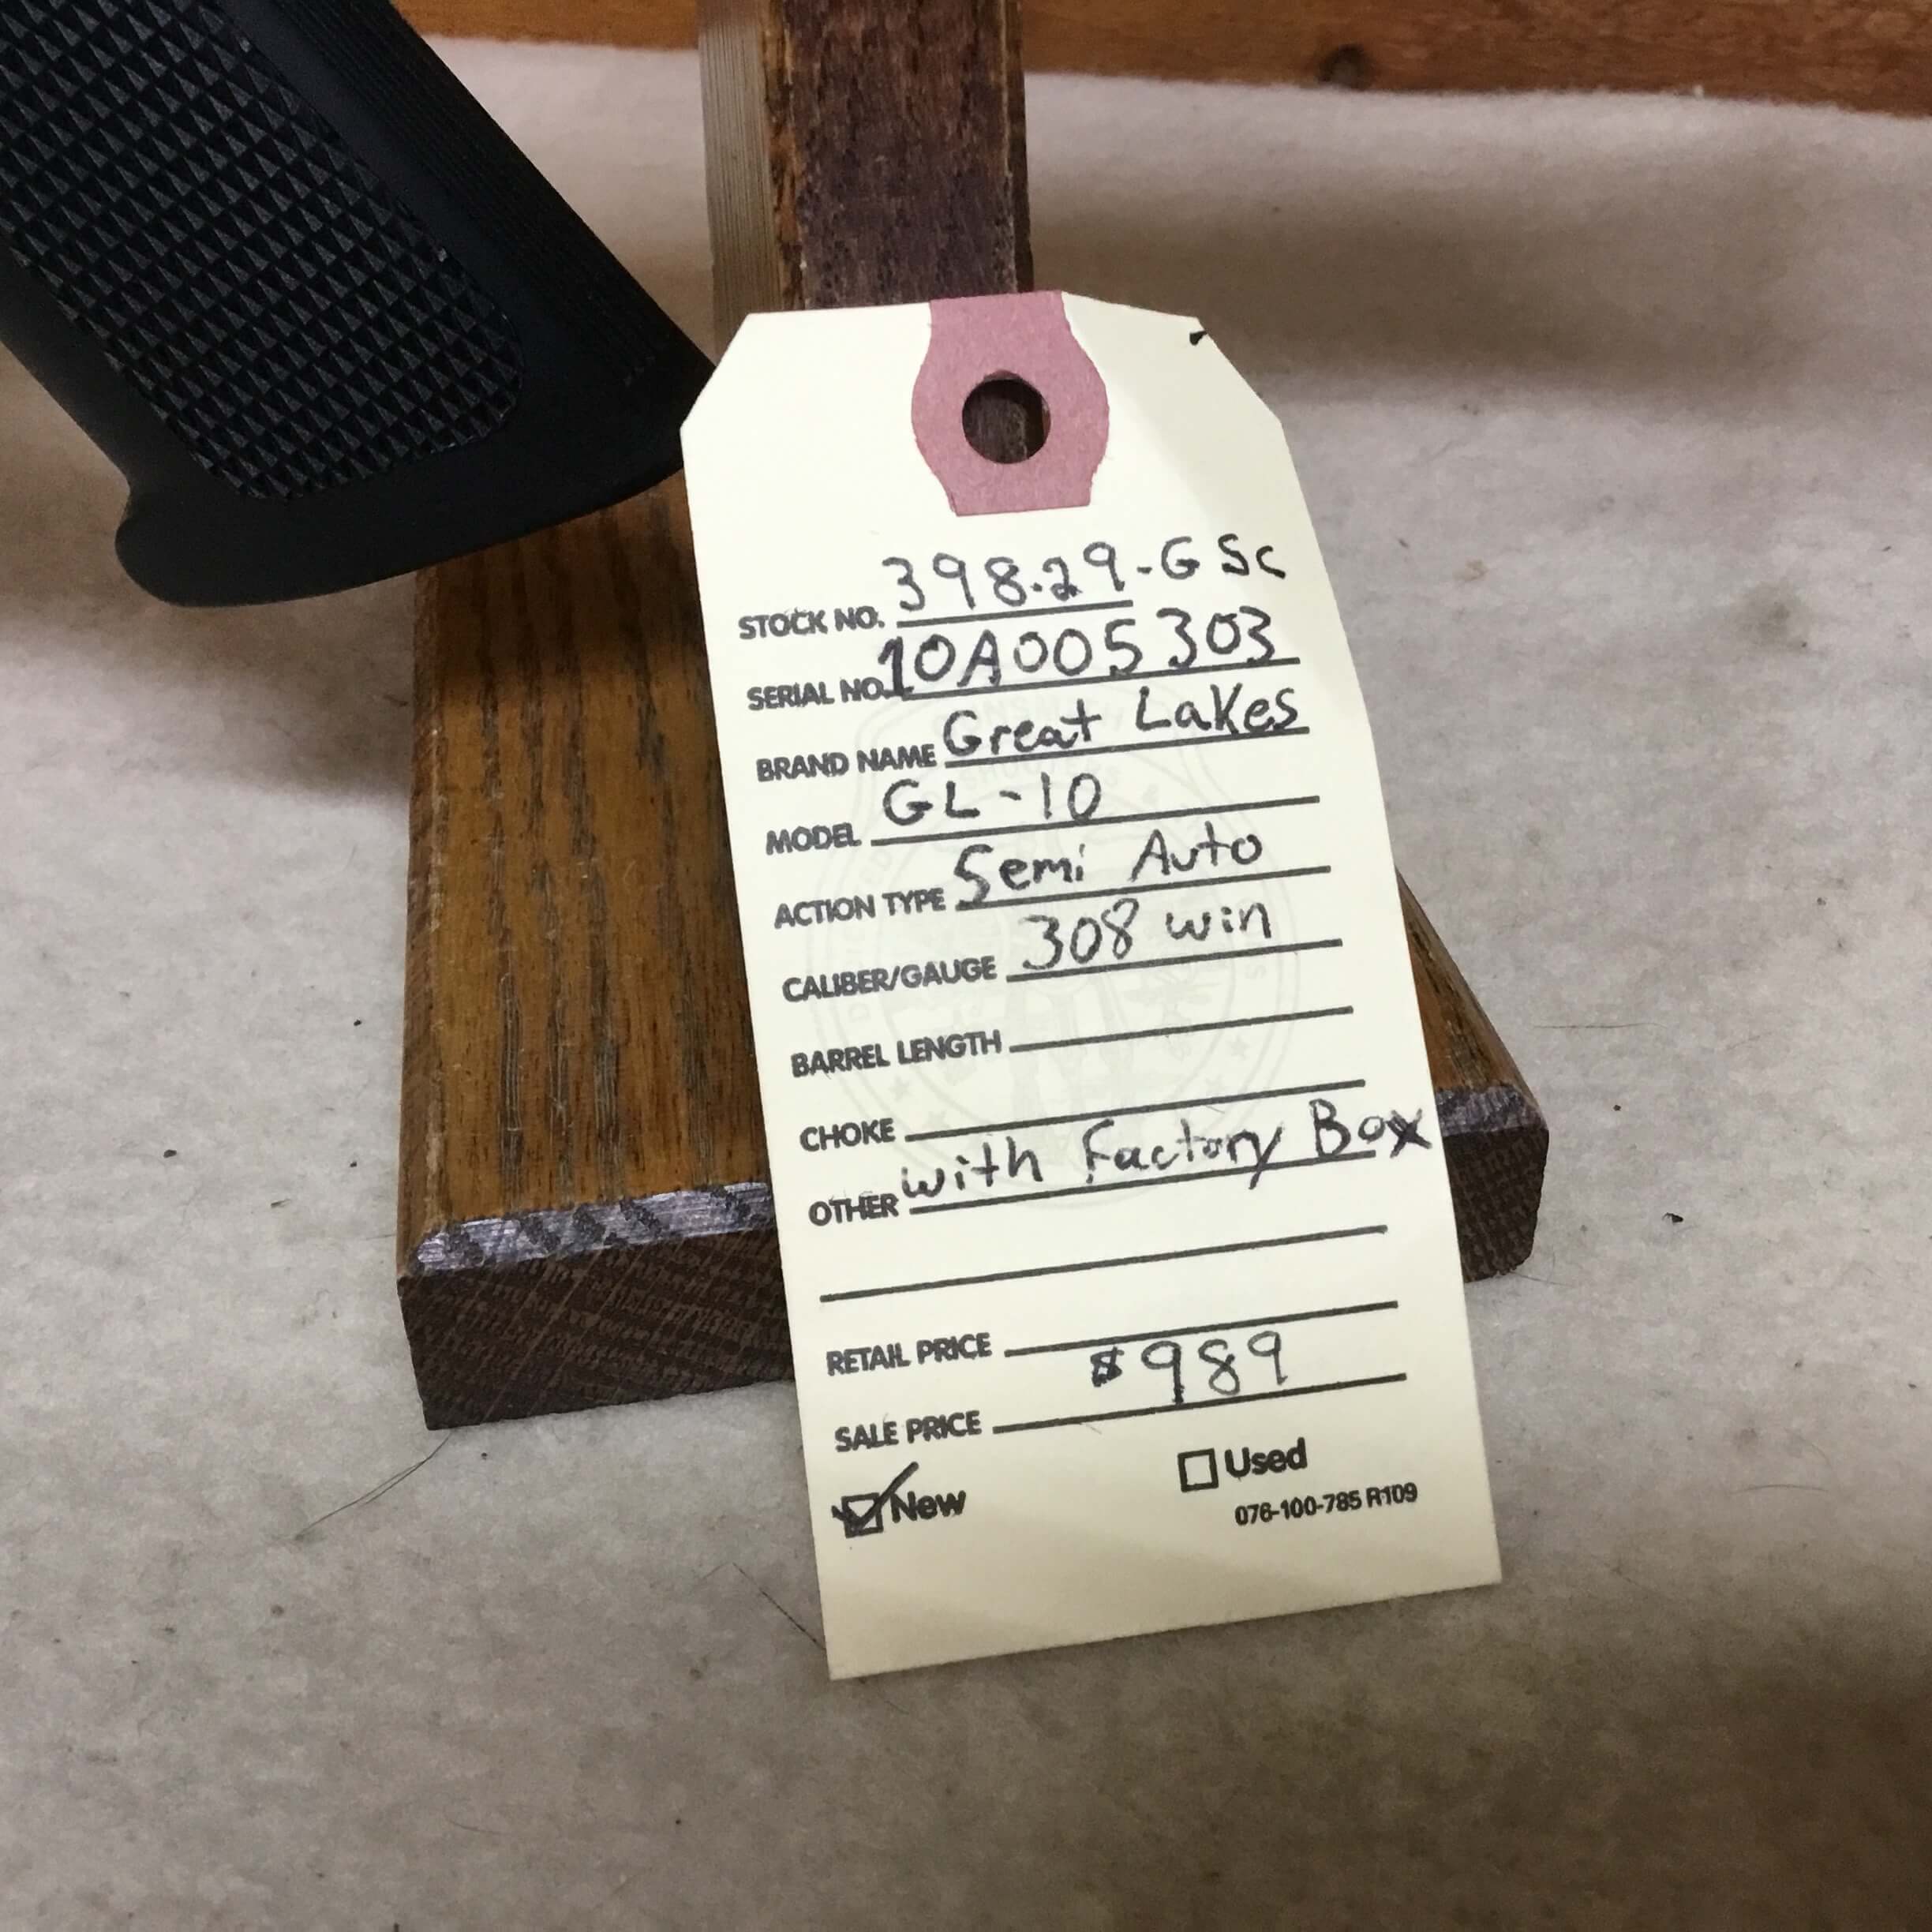 STOCK NO. 398.29-GSc
SERIAL NO. 10A005303
BRAND NAME Great Lakes
MODEL GL-10
ACTION TYPE Semi Auto
CALIBER/GAUGE 308 win
BARREL LENGTH
CHOKE
OTHER with Factory Box
RETAIL PRICE
SALE PRICE $989
New
Used
076-100-785 R109